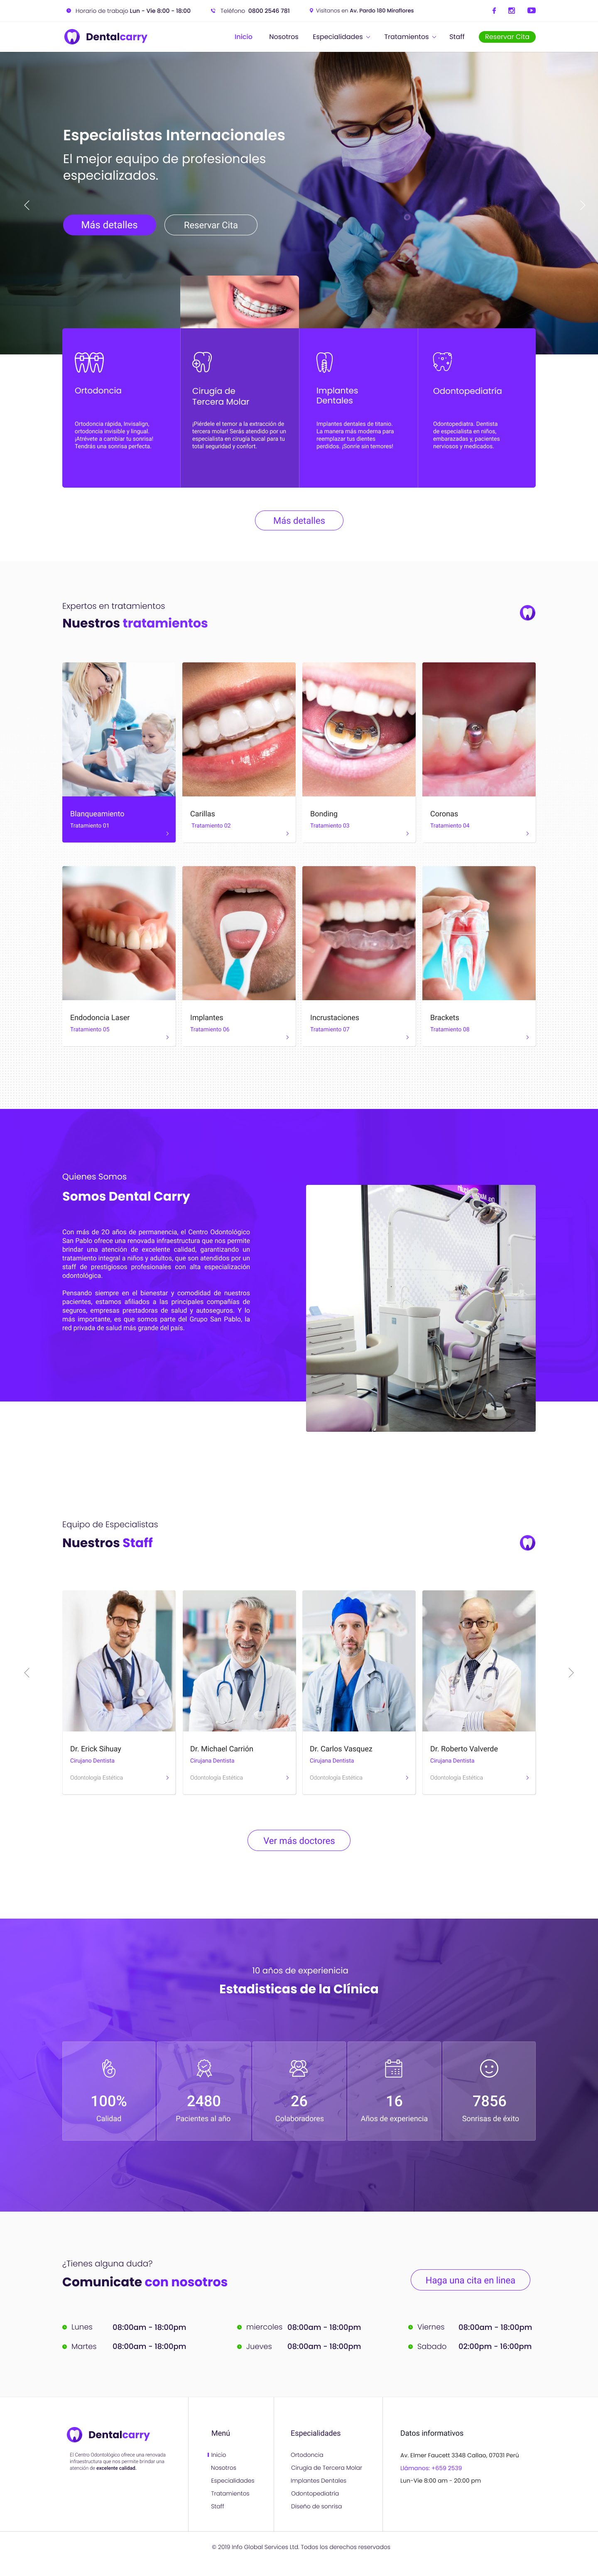 Horario de trabajo Lun - Vie 8:00 - 18:00
Teléfono 0800 2546 781
Visítanos en Av. Pardo 180 Miraflores
Dentalcarry
Inicio
Nosotros
Especialidades
Tratamientos
Staff
Reservar Cita
Especialistas Internacionales
El mejor equipo de profesionales
especializados.
Más detalles
Reservar Cita
Ortodoncia
Ortodoncia rápida, Invisalign,
ortodoncia invisible y lingual.
¡Atrévete a cambiar tu sonrisa!
Tendrás una sonrisa perfecta.
Cirugía de
Tercera Molar
¡Piérdele el temor a la extracción de
tercera molar! Serás atendido por un
especialista en cirugía bucal para tu
total seguridad y confort.
Implantes
Dentales
Implantes dentales de titanio.
La manera más moderna para
reemplazar tus dientes
perdidos. ¡Sonríe sin temores!
Odontopediatría
Odontopediatra. Dentista
de especialista en niños,
embarazadas y, pacientes
nerviosos y medicados.
Más detalles
Expertos en tratamientos
Nuestros tratamientos
Blanqueamiento
Tratamiento 01
Carillas
Tratamiento 02
Bonding
Tratamiento 03
Coronas
Tratamiento 04
Endodoncia Laser
Tratamiento 05
Implantes
Tratamiento 06
Incrustaciones
Tratamiento 07
Brackets
Tratamiento 08
Quienes Somos
Somos Dental Carry
Con más de 20 años de permanencia, el Centro Odontológico
San Pablo ofrece una renovada infraestructura que nos permite
brindar una atención de excelente calidad, garantizando un
tratamiento integral a niños y adultos, que son atendidos por un
staff de prestigiosos profesionales con alta especialización
odontológica.
Pensando siempre en el bienestar y comodidad de nuestros
pacientes, estamos afiliados a las principales compañías de
seguros, empresas prestadoras de salud y autoseguros. Y lo
más importante, es que somos parte del Grupo San Pablo, la
red privada de salud más grande del país.
Equipo de Especialistas
Nuestros Staff
Dr. Erick Sihuay
Cirujano Dentista
Odontología Estética
Dr. Michael Carrión
Cirujana Dentista
Odontología Estética
Dr. Carlos Vasquez
Cirujana Dentista
Odontología Estética
Dr. Roberto Valverde
Cirujana Dentista
Odontología Estética
Ver más doctores
10 años de experienicia
Estadisticas de la Clínica
100%
Calidad
2480
Pacientes al año
26
Colaboradores
16
Años de experiencia
7856
Sonrisas de éxito
¿Tienes alguna duda?
Comunicate con nosotros
Haga una cita en linea
Lunes 08:00am - 18:00pm
miercoles 08:00am - 18:00pm
Viernes 08:00am - 18:00pm
Martes 08:00am - 18:00pm
Jueves 08:00am - 18:00pm
Sabado 02:00pm - 16:00pm
Dentalcarry
El Centro Odontológico ofrece una renovada
infraestructura que nos permite brindar una
atención de excelente calidad.
Menú
Inicio
Nosotros
Especialidades
Tratamientos
Staff
Especialidades
Ortodoncia
Cirugía de Tercera Molar
Implantes Dentales
Odontopediatría
Diseño de sonrisa
Datos informativos
Av. Elmer Faucett 334B Callao, 07031 Perú
Llámanos: +659 2539
Lun-Vie 8:00 am - 20:00 pm
© 2019 Info Global Services Ltd. Todos los derechos reservados